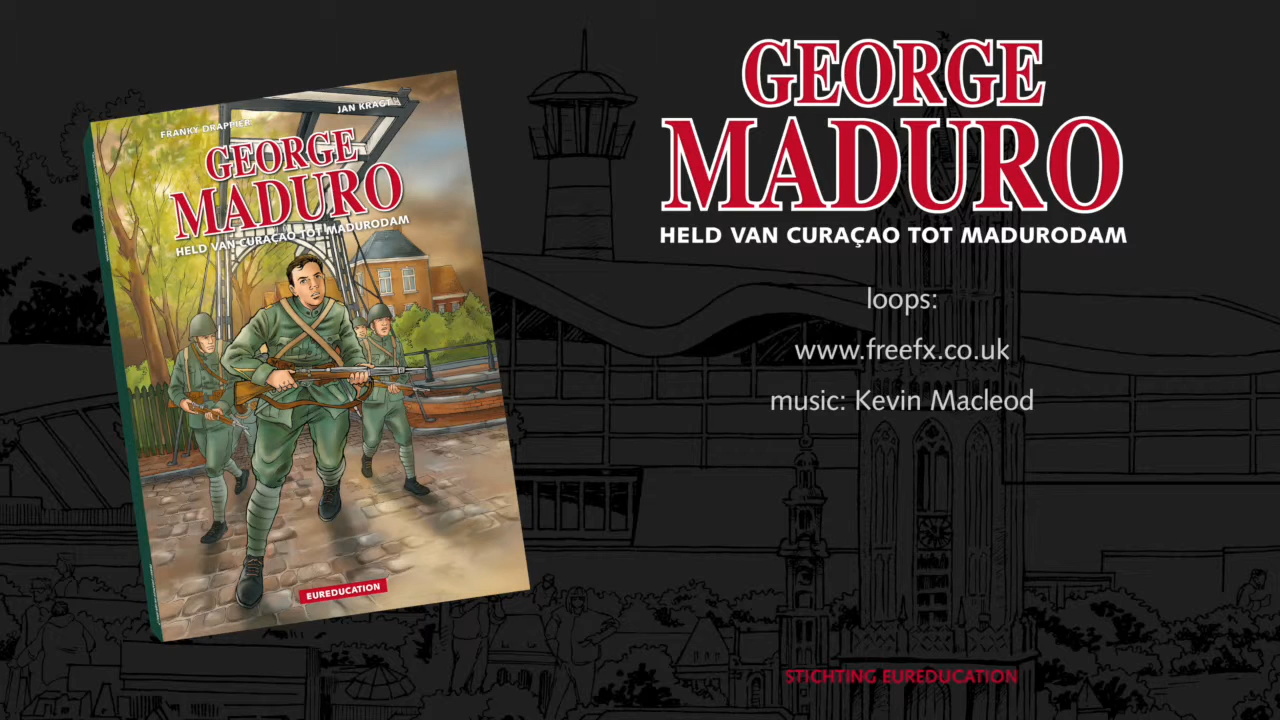 FRANKY DRAPPIER
JAN KRAGT
GEORGE
MADURO
HELD VAN CURAÇAO TOT MADURODAM
EUREDUCATION
GEORGE
MADURO
HELD VAN CURAÇAO TOT MADURODAM
loops:
www.freefx.co.uk
music: Kevin Macleod
STICHTING EUREDUCATION